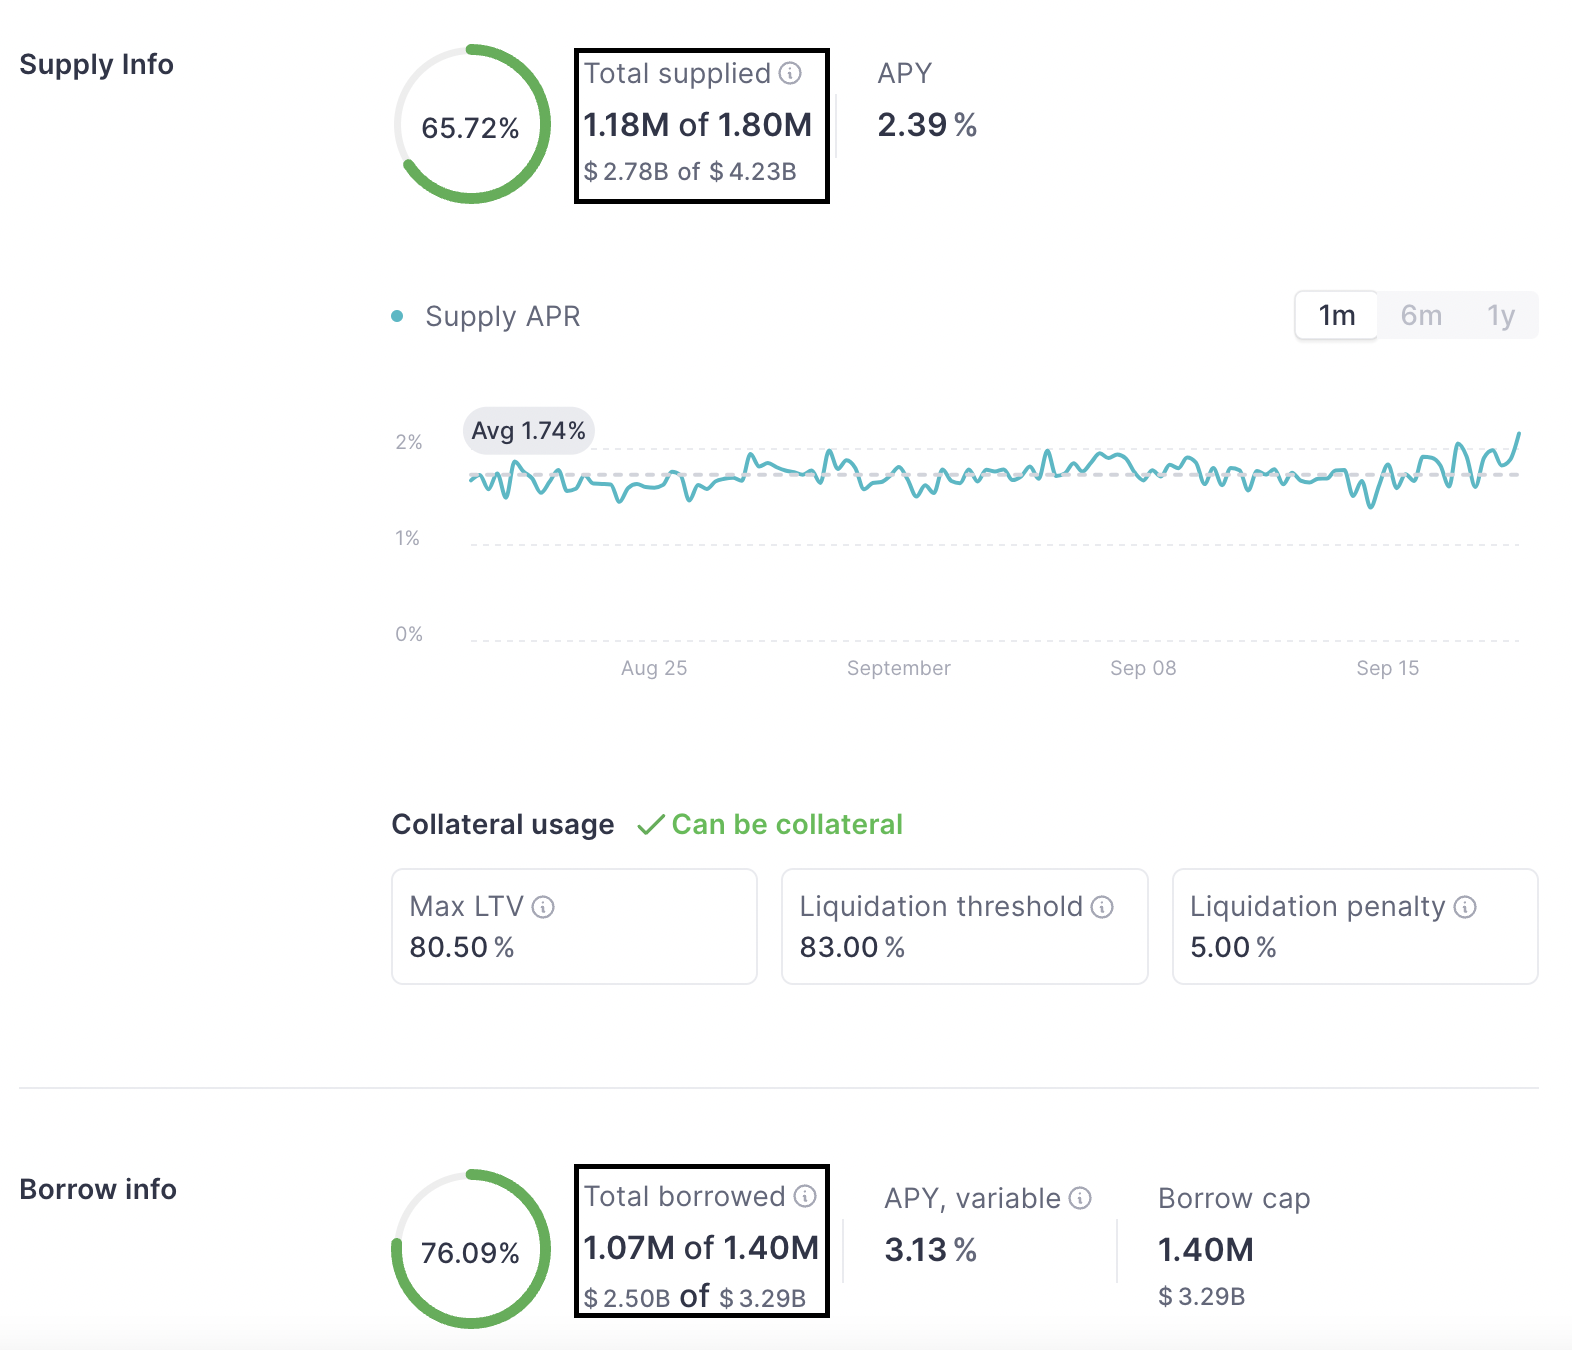 Supply Info
65.72%
Total supplied
1.18M of 1.80M
$ 2.78B of $ 4.23B
APY
2.39 %
Supply APR
1m 6m 1y
Avg 1.74%
2%
1%
0%
Aug 25 September Sep 08 Sep 15
Collateral usage Can be collateral
Max LTV
80.50 %
Liquidation threshold
83.00 %
Liquidation penalty
5.00 %
Borrow info
76.09%
Total borrowed
1.07M of 1.40M
$ 2.50B of $ 3.29B
APY, variable
3.13 %
Borrow cap
1.40M
$ 3.29B